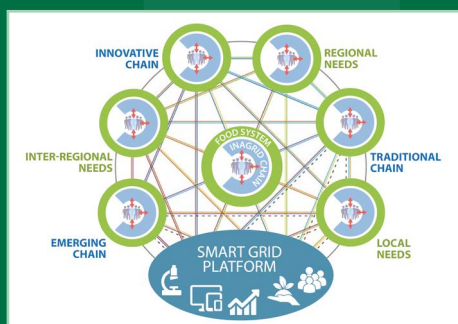 INNOVATIVE
CHAIN
REGIONAL
NEEDS
INTER-REGIONAL
NEEDS
FOOD SYSTEM
INAGRID CHAIN
TRADITIONAL
CHAIN
EMERGING
CHAIN
SMART GRID
PLATFORM
LOCAL
NEEDS